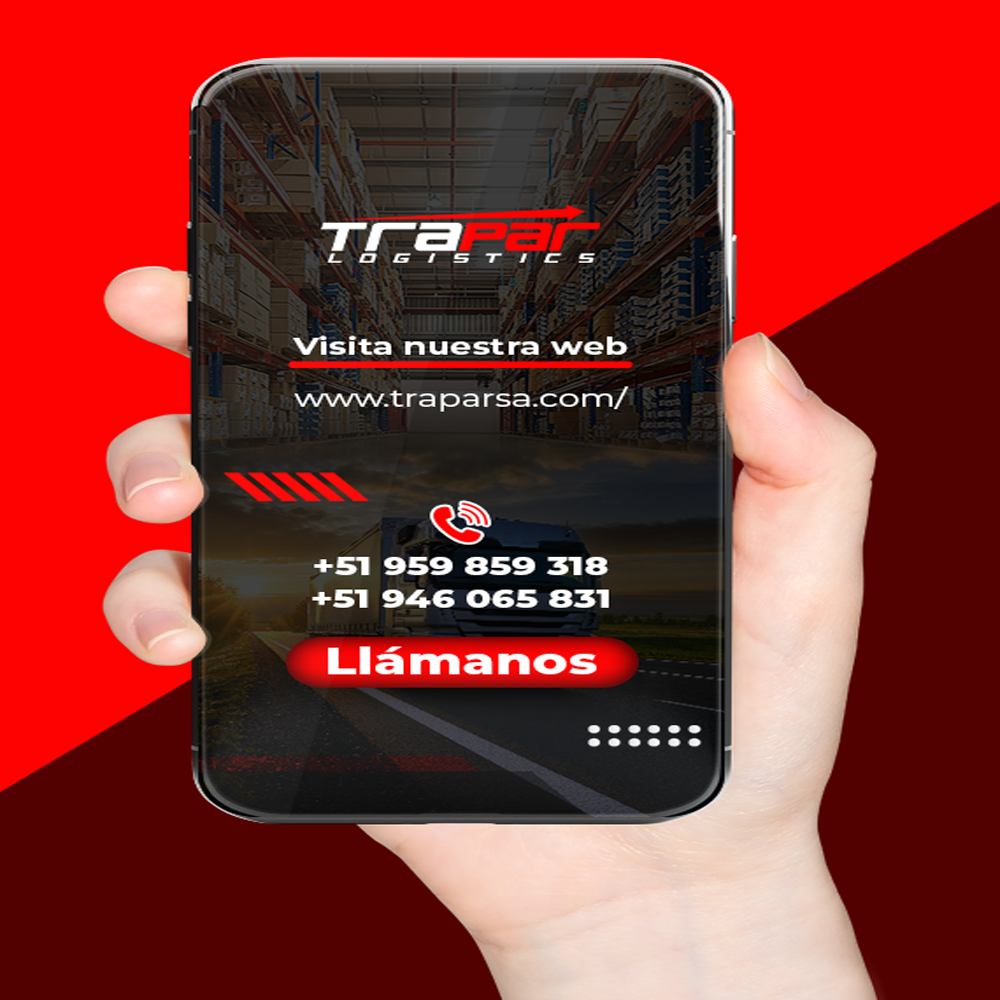 Trapar
LOGISTICS
Visita nuestra web
www.traparsa.com/
+51 959 859 318
+51 946 065 831
Llámanos